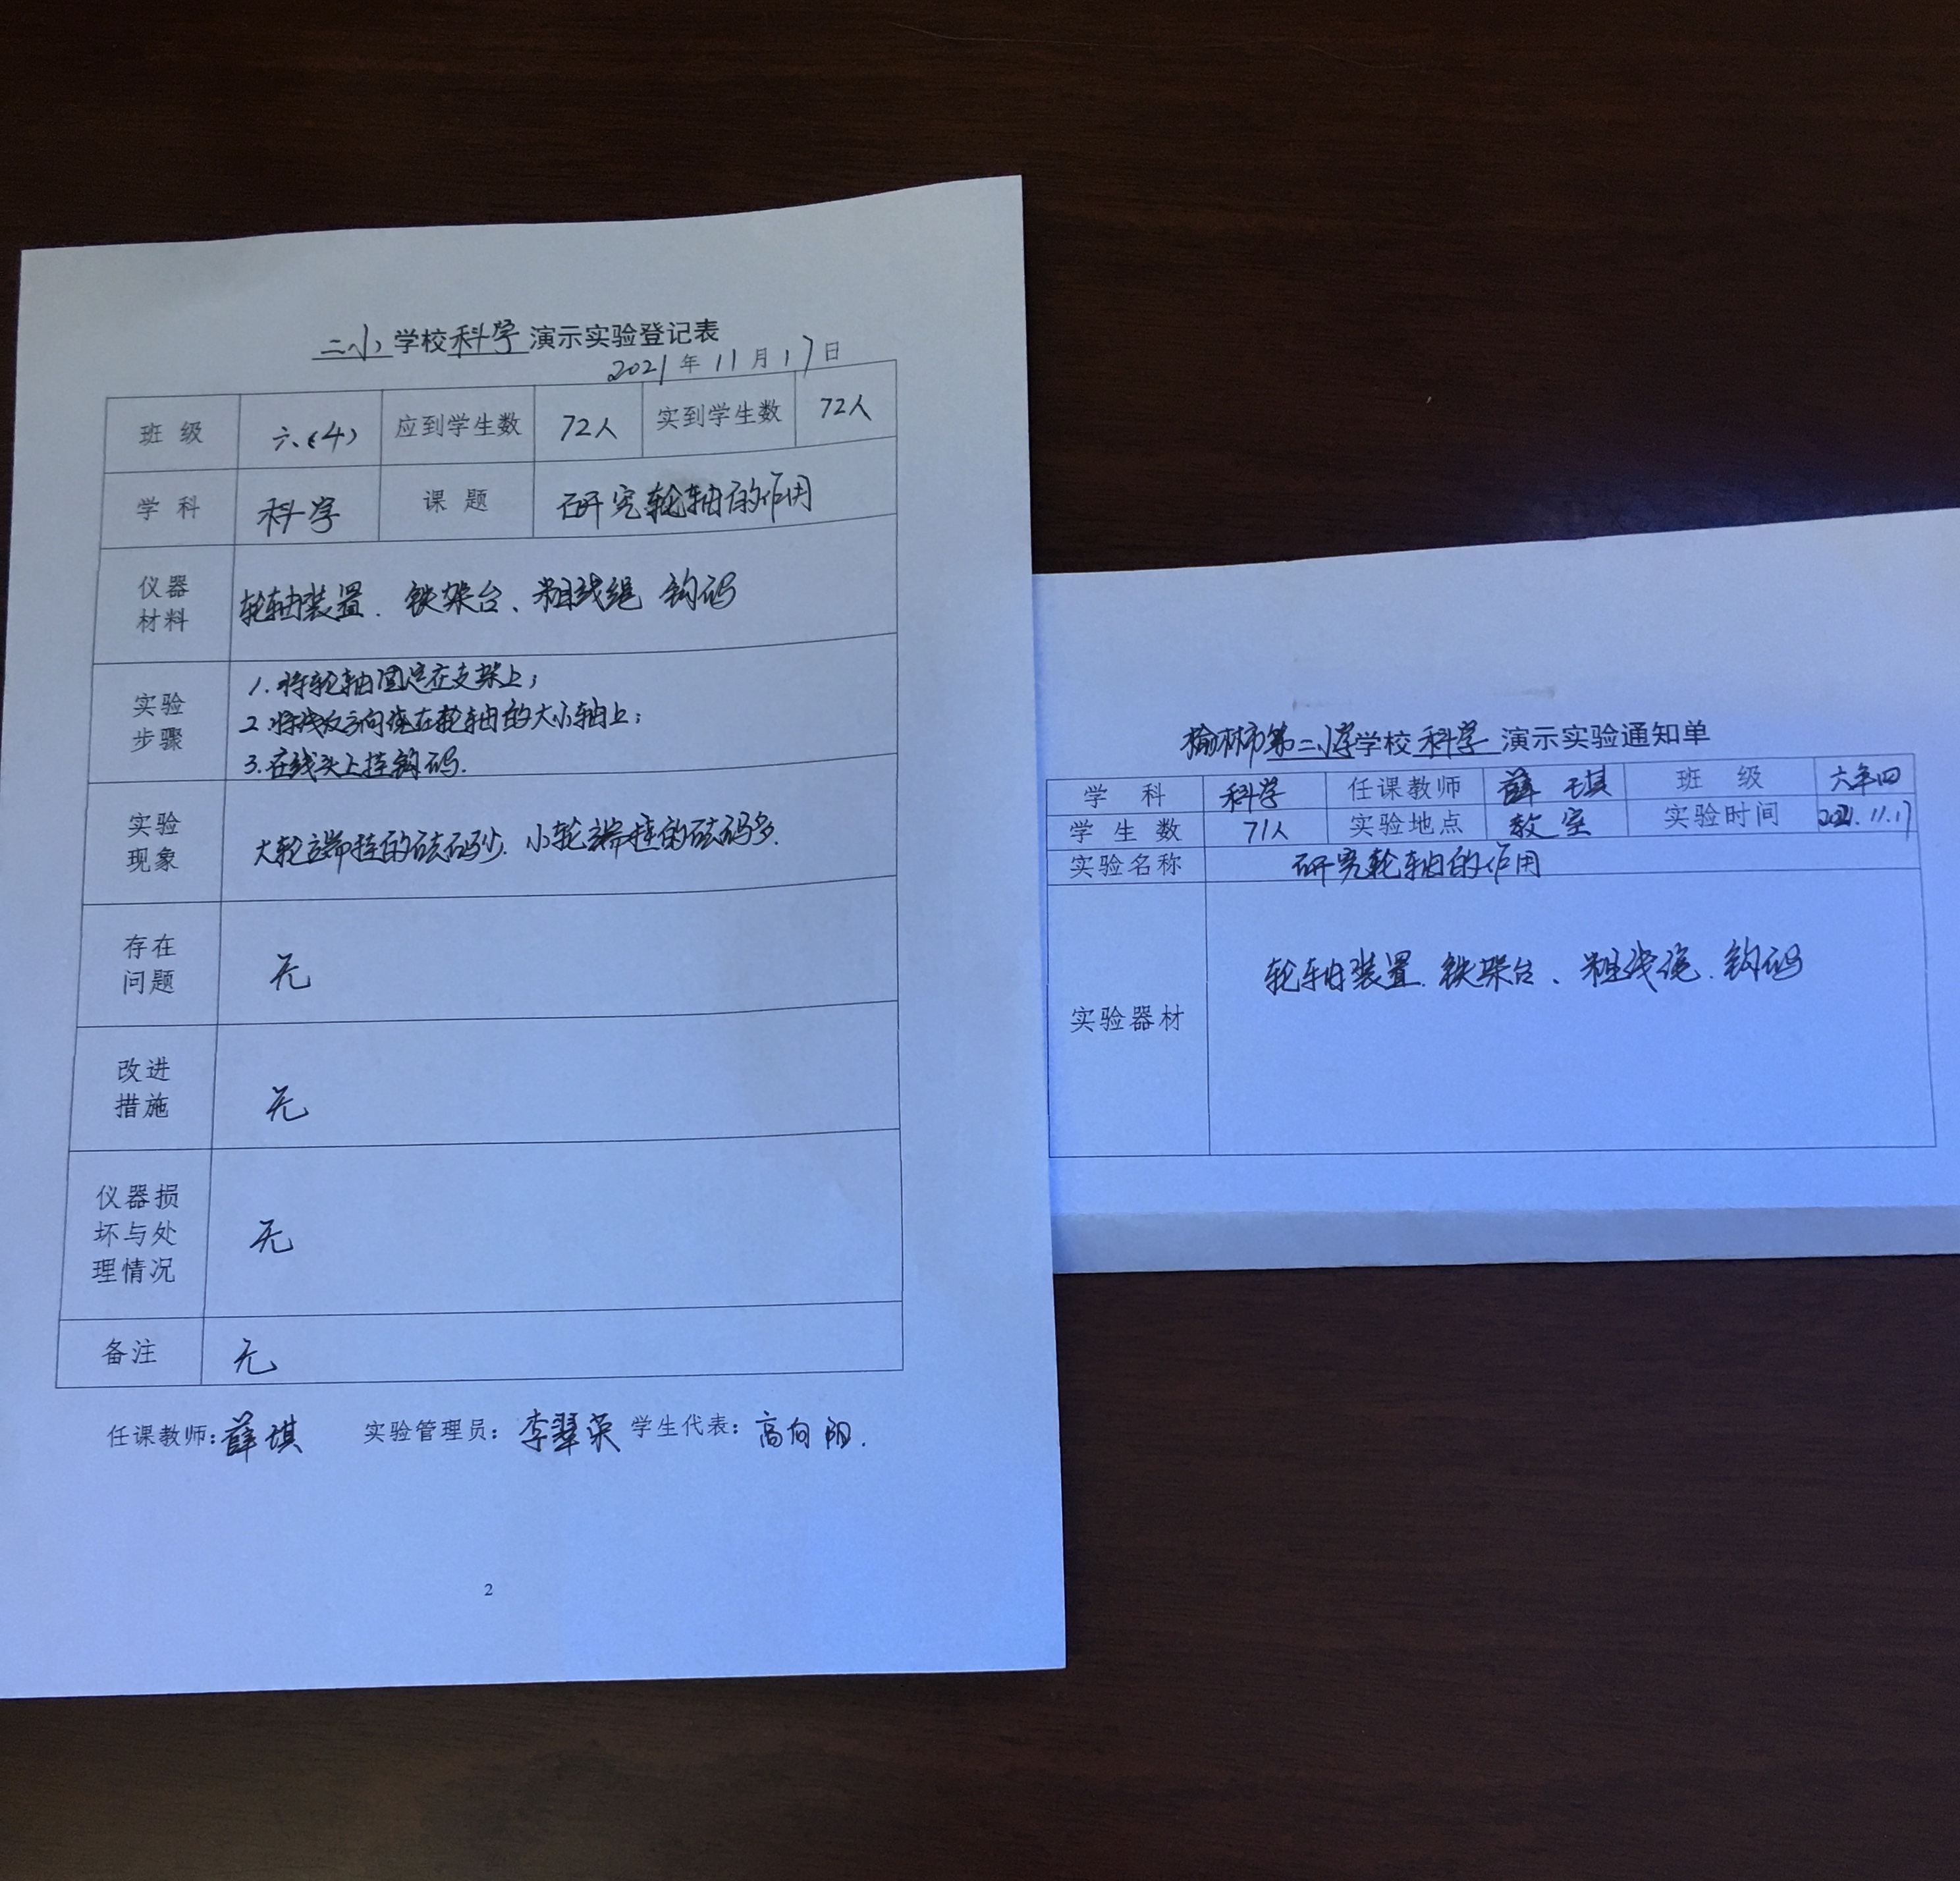 二小学校科学演示实验登记表
2021年11月17日
班级 六(4) 应到学生数 72人 实到学生数 72人
学科 科学 课题 研究轮轴的作用
仪器材料 轮轴装置.铁架台、粗线绳 钩码
实验步骤 1.将轮轴固定在支架上;
2.将线反方向绕在轮轴的大小轴上;
3.在线头上挂钩码.
实验现象 大轮端挂的砝码少.小轮端挂的砝码多.
存在问题 无
改进措施 无
仪器损坏与处理情况 无
备注 无
任课教师:薛琪 实验管理员:李翠荣 学生代表:高向阳.
2
榆林市第二小学学校科学演示实验通知单
学科 科学 任课教师 薛琪 班级 六年四
学生数 71人 实验地点 教室 实验时间 2021.11.17
实验名称 研究轮轴的作用
实验器材 轮轴装置.铁架台、粗线绳.钩码